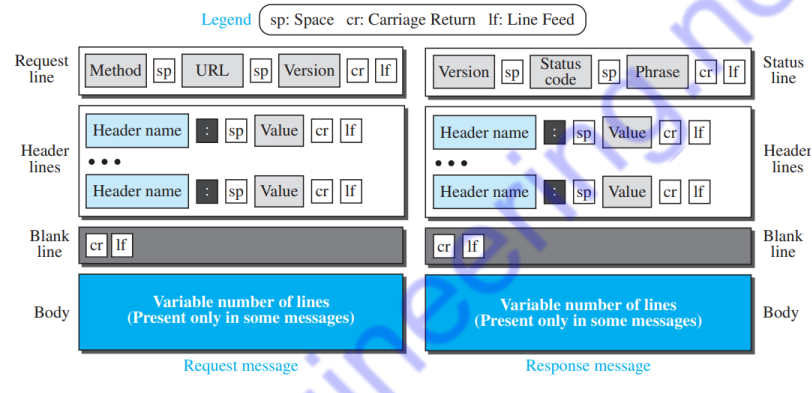 Legend sp: Space cr: Carriage Return lf: Line Feed
Request line
Method sp URL sp Version cr lf
Header lines
Header name : sp Value cr lf
• • •
Header name : sp Value cr lf
Blank line
cr lf
Body
Variable number of lines
(Present only in some messages)
Request message
Version sp Status code sp Phrase cr lf
Status line
Header name : sp Value cr lf
• • •
Header name : sp Value cr lf
Header lines
cr lf
Blank line
Variable number of lines
(Present only in some messages)
Body
Response message